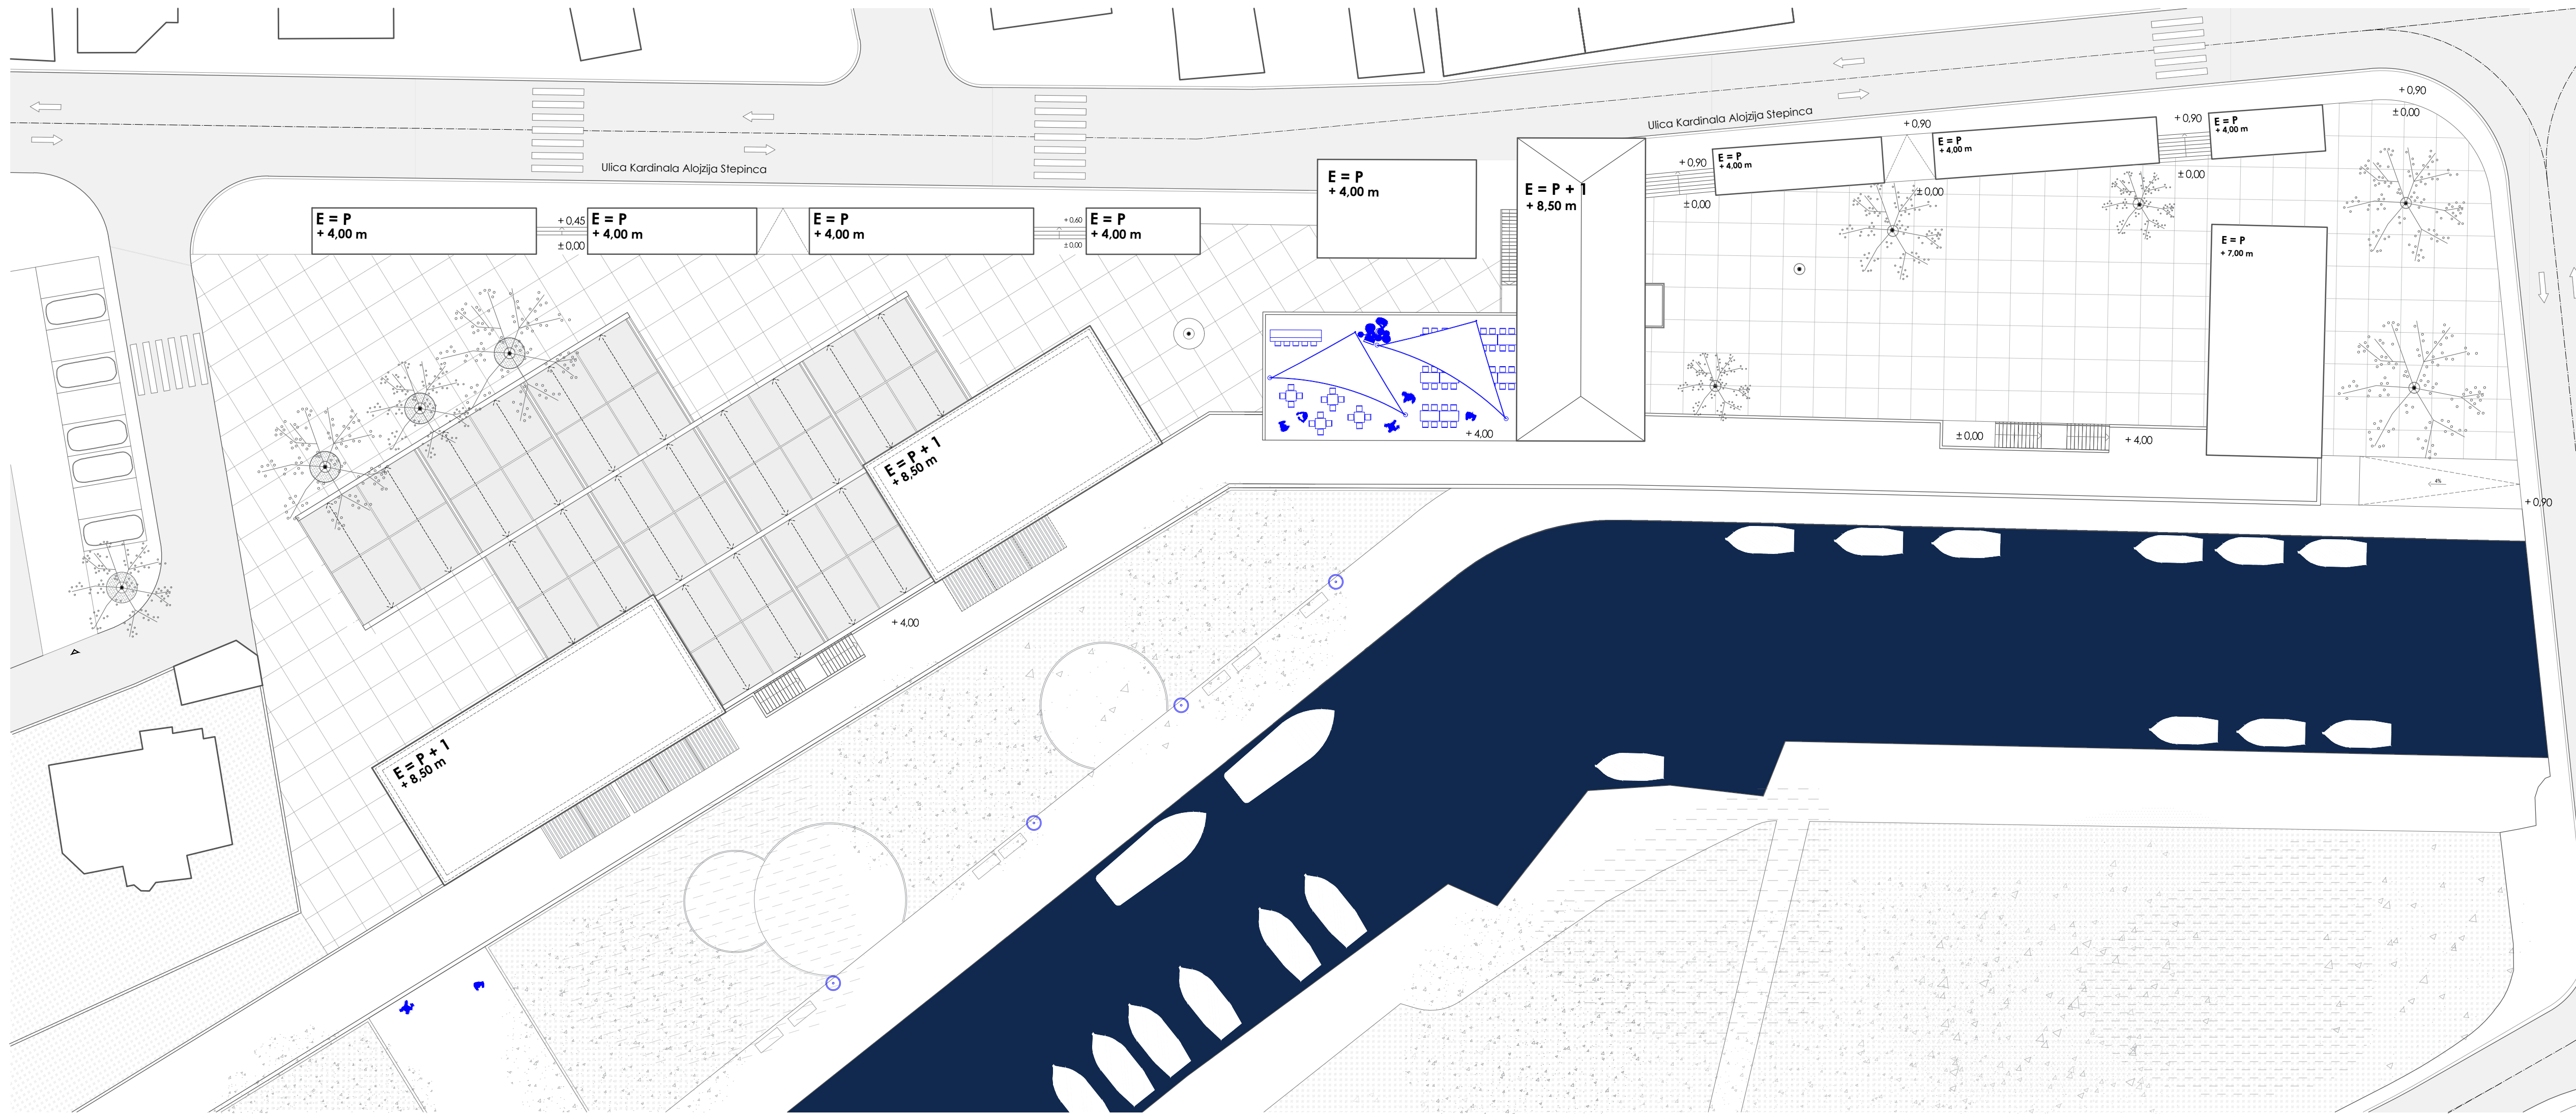 + 0,90
± 0,00
Ulica Kardinala Alojzija Stepinca
+ 0,90
+ 0,90
E = P
+ 4,00 m
E = P
+ 4,00 m
E = P
+ 4,00 m
+ 0,90
± 0,00
± 0,00
± 0,00
Ulica Kardinala Alojzija Stepinca
E = P
+ 4,00 m
E = P + 1
+ 8,50 m
E = P
+ 4,00 m
+ 0,45
± 0,00
E = P
+ 4,00 m
E = P
+ 4,00 m
+ 0,60
± 0,00
E = P
+ 4,00 m
E = P
+ 7,00 m
+ 4,00
± 0,00
+ 4,00
E = P + 1
+ 8,50 m
4%
+ 0,90
+ 4,00
E = P + 1
+ 8,50 m